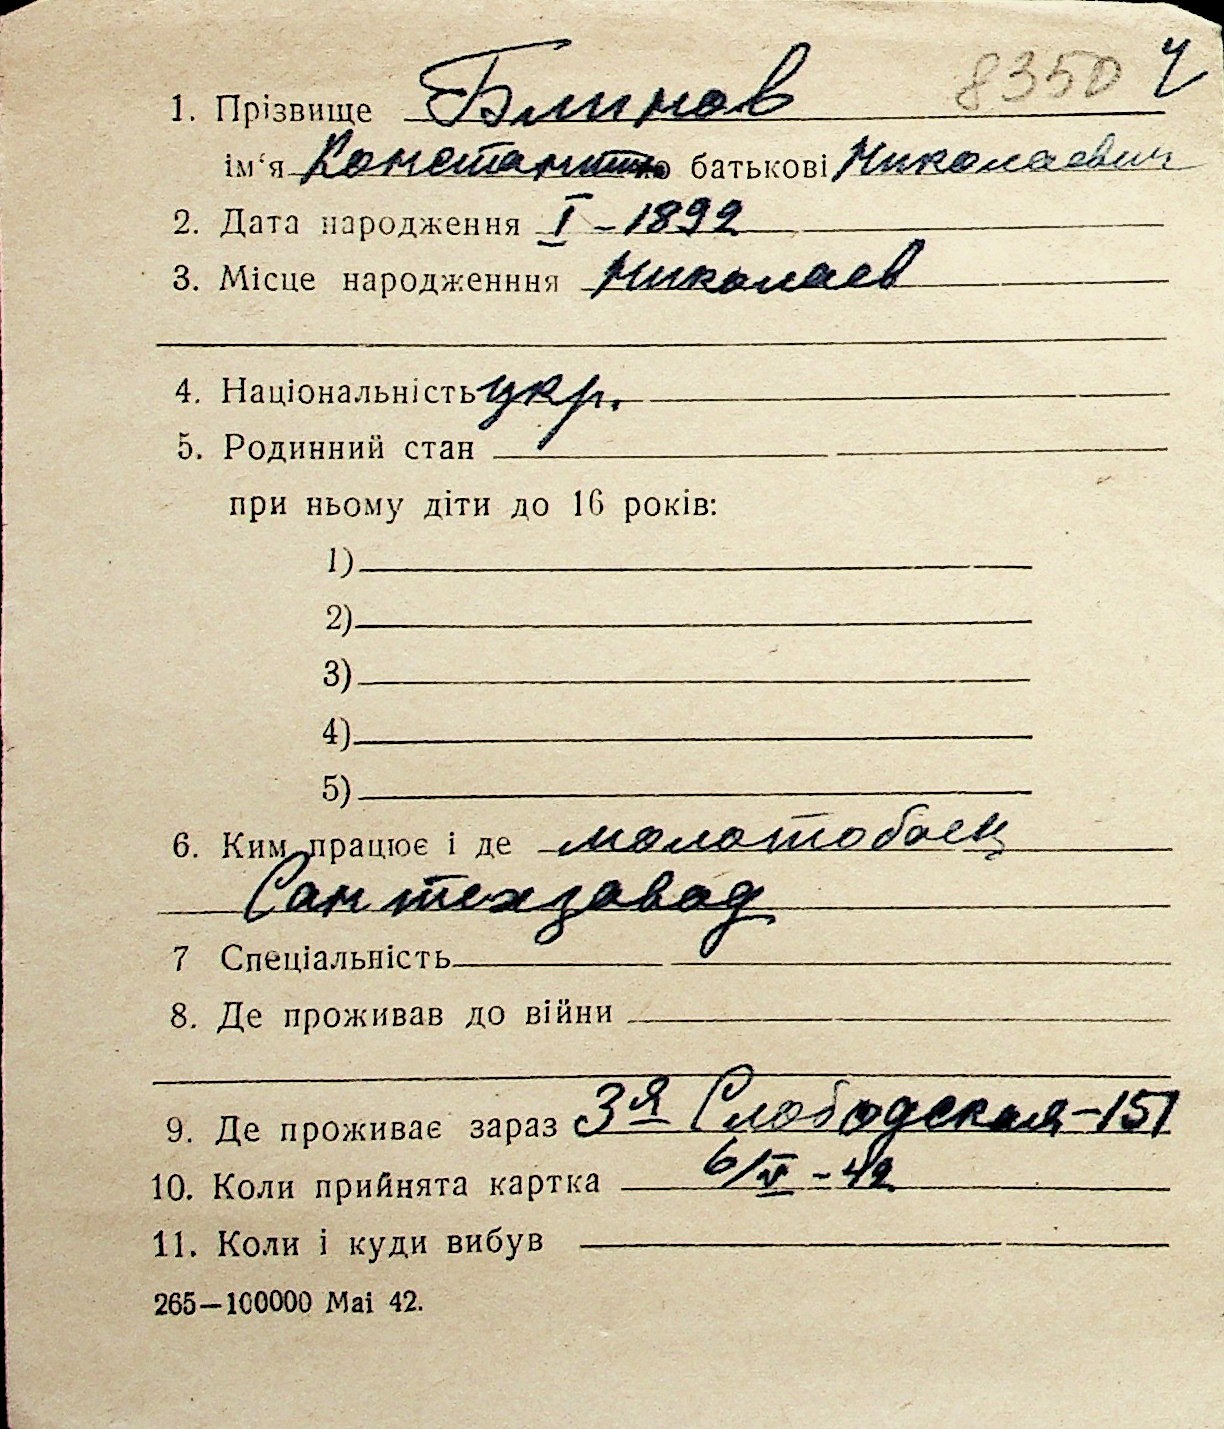 8350 Ч
1. Прізвище Блинов
ім‘я Константин по батькові Николаевич
2. Дата народження I - 1892
3. Місце народженння Николаев
4. Національність укр.
5. Родинний стан
при ньому діти до 16 років:
1)
2)
3)
4)
5)
6. Ким працює і де молотобоец
Сантехзавод
7 Спеціальність
8. Де проживав до війни
9. Де проживає зараз 3я Слободская-151
10. Коли прийнята картка 6/V - 42
11. Коли і куди вибув
265—100000 Маі 42.